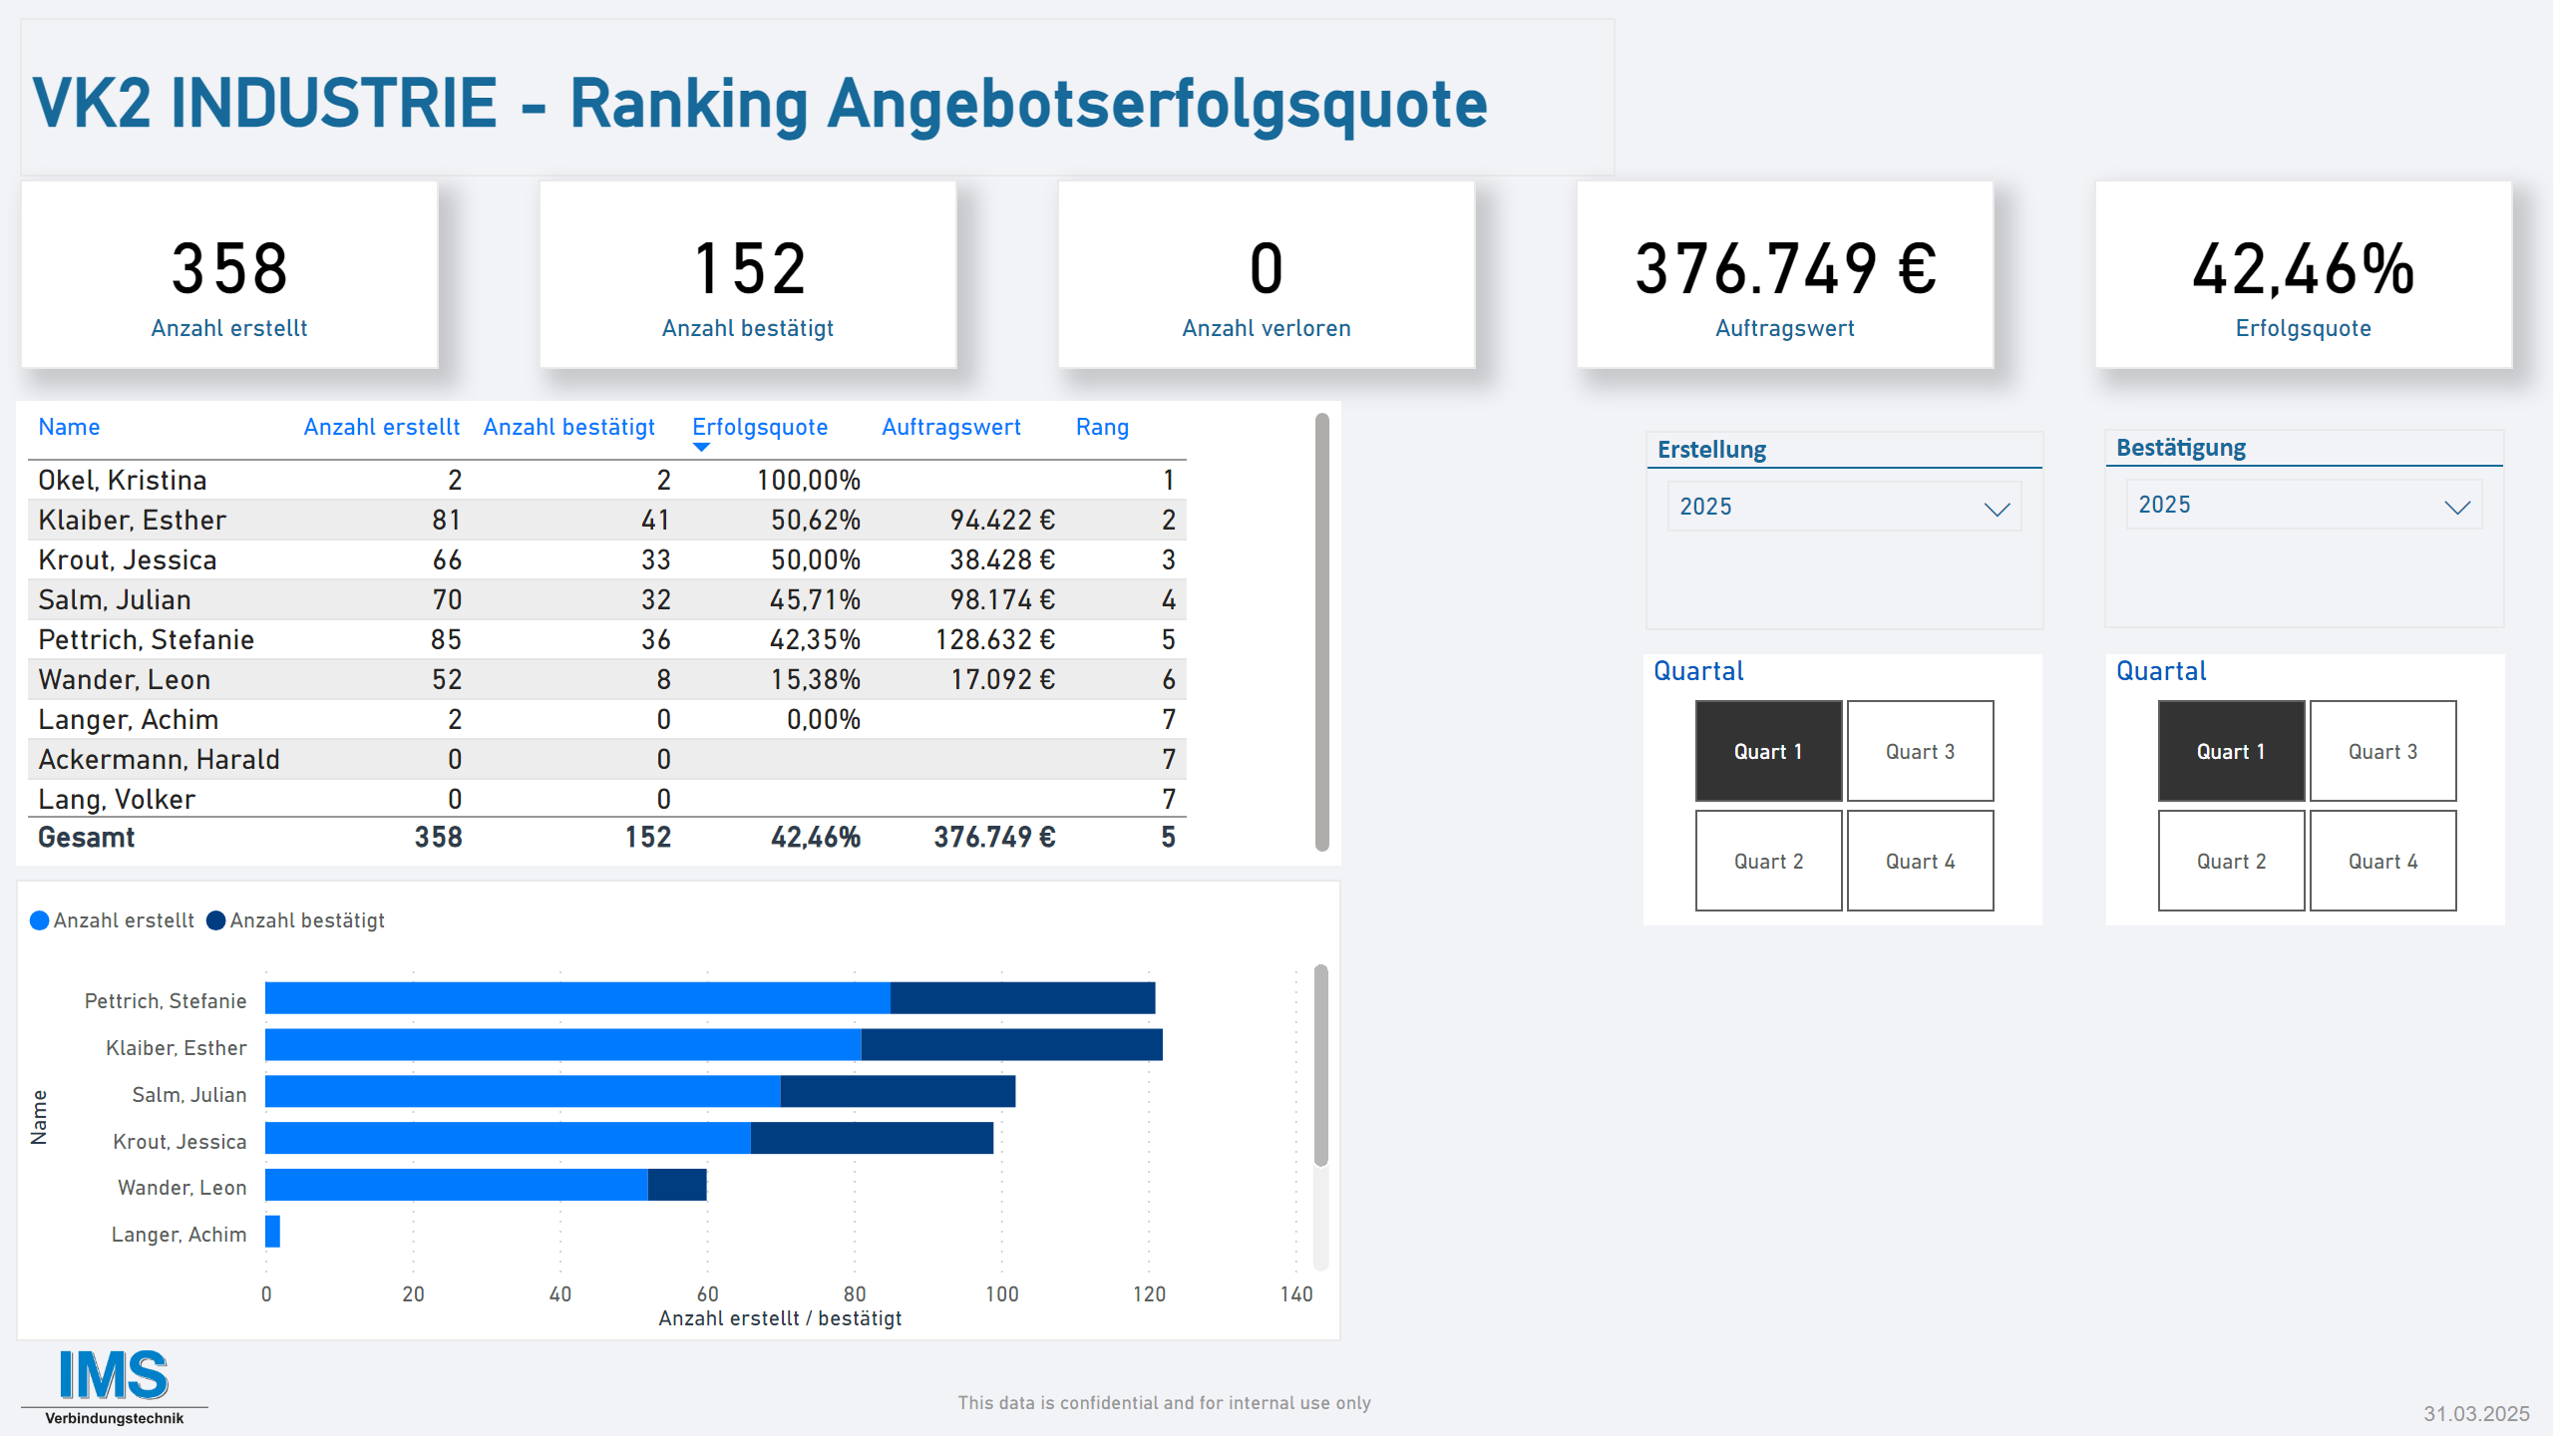 VK2 INDUSTRIE - Ranking Angebotserfolgsquote
358
Anzahl erstellt
152
Anzahl bestätigt
0
Anzahl verloren
376.749 €
Auftragswert
42,46%
Erfolgsquote
Name Anzahl erstellt Anzahl bestätigt Erfolgsquote Auftragswert Rang
Okel, Kristina 2 2 100,00% 1
Klaiber, Esther 81 41 50,62% 94.422 € 2
Krout, Jessica 66 33 50,00% 38.428 € 3
Salm, Julian 70 32 45,71% 98.174 € 4
Pettrich, Stefanie 85 36 42,35% 128.632 € 5
Wander, Leon 52 8 15,38% 17.092 € 6
Langer, Achim 2 0 0,00% 7
Ackermann, Harald 0 0 7
Lang, Volker 0 0 7
Gesamt 358 152 42,46% 376.749 € 5
Erstellung
2025
Bestätigung
2025
Quartal
Quart 1 Quart 3
Quart 2 Quart 4
Quartal
Quart 1 Quart 3
Quart 2 Quart 4
Anzahl erstellt Anzahl bestätigt
Name
Pettrich, Stefanie
Klaiber, Esther
Salm, Julian
Krout, Jessica
Wander, Leon
Langer, Achim
0 20 40 60 80 100 120 140
Anzahl erstellt / bestätigt
IMS
Verbindungstechnik
This data is confidential and for internal use only
31.03.2025